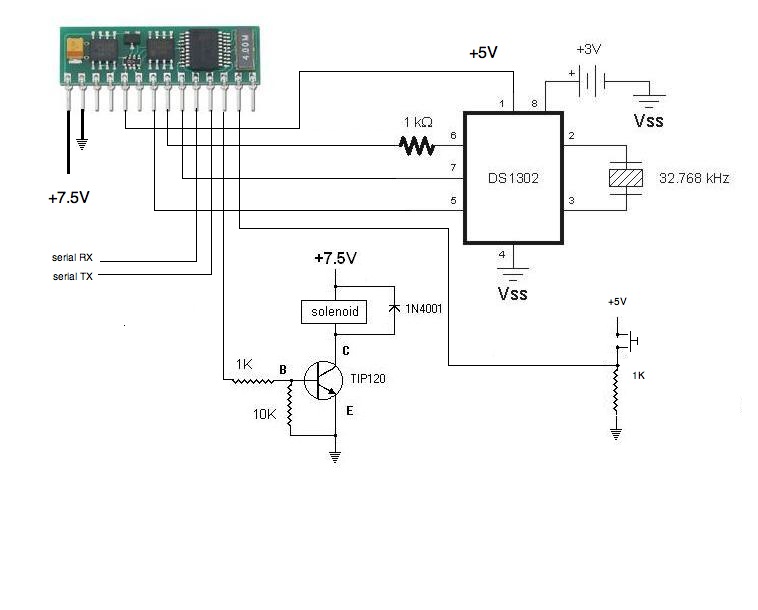 4.00M
+5V
+3V
+
1
8
Vss
1 kΩ
6
2
7
DS1302
32.768 kHz
5
3
+7.5V
4
Vss
serial RX
serial TX
+7.5V
solenoid
1N4001
+5V
C
1K
B
TIP120
1K
10K
E